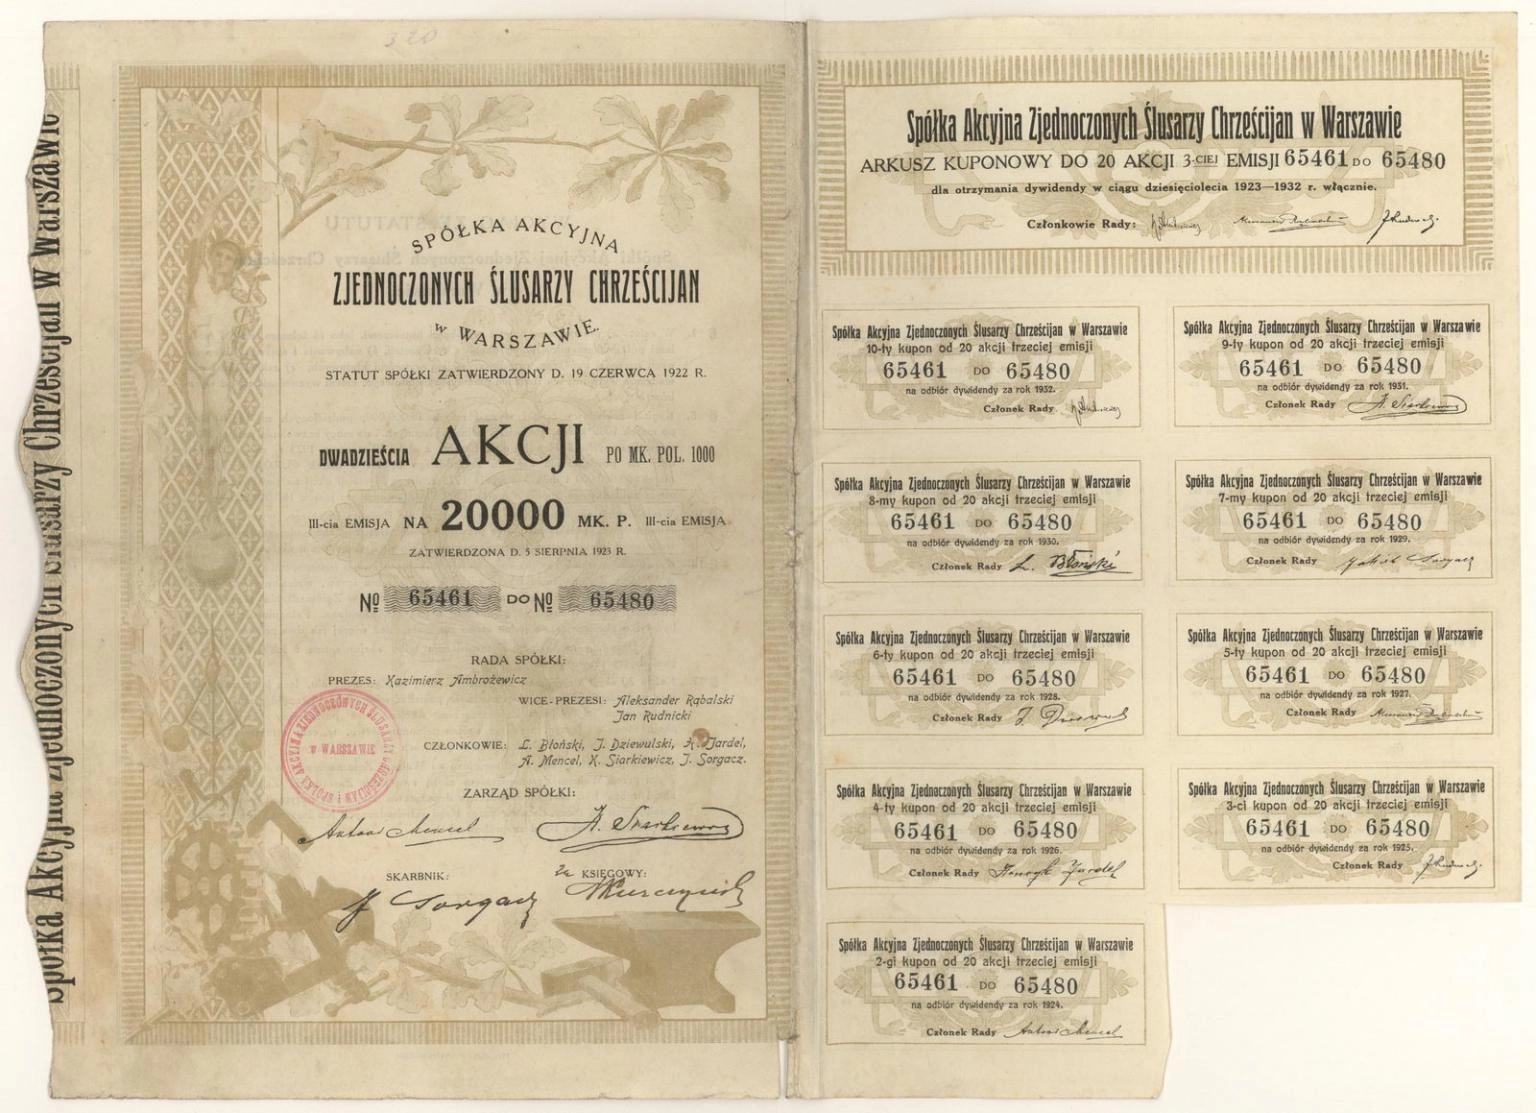 320
Spółka Akcyjna Zjednoczonych Ślusarzy Chrześcijan w Warszawie
SPÓŁKA AKCYJNA
ZJEDNOCZONYCH ŚLUSARZY CHRZEŚCIJAN
w WARSZAWIE.
STATUT SPÓŁKI ZATWIERDZONY D. 19 CZERWCA 1922 R.
DWADZIEŚCIA AKCJI PO MK. POL. 1000
III-cia EMISJA NA 20000 MK. P. III-cia EMISJA
ZATWIERDZONA D. 5 SIERPNIA 1923 R.
No 65461 DO No 65480
RADA SPÓŁKI:
PREZES: Kazimierz Ambrożewicz
WICE-PREZESI: Aleksander Rąbalski
Jan Rudnicki
CZŁONKOWIE: L. Błoński, J. Dziewulski, H. Jardel,
A. Mencel, K. Siarkiewicz, J. Sorgacz.
SPÓŁKA AKCYJNA ZJEDNOCZONYCH ŚLUSARZY CHRZEŚCIJAN
w WARSZAWIE
ZARZĄD SPÓŁKI:
Antoni Mencel
SKARBNIK:
za KSIĘGOWY:
J Sorgacz
Spółka Akcyjna Zjednoczonych Ślusarzy Chrześcijan w Warszawie
ARKUSZ KUPONOWY DO 20 AKCJI 3-CIEJ EMISJI 65461 DO 65480
dla otrzymania dywidendy w ciągu dziesięciolecia 1923—1932 r. włącznie.
Członkowie Rady:
Spółka Akcyjna Zjednoczonych Ślusarzy Chrześcijan w Warszawie
10-ty kupon od 20 akcji trzeciej emisji
65461 DO 65480
na odbiór dywidendy za rok 1932.
Członek Rady
Spółka Akcyjna Zjednoczonych Ślusarzy Chrześcijan w Warszawie
9-ty kupon od 20 akcji trzeciej emisji
65461 DO 65480
na odbiór dywidendy za rok 1931.
Członek Rady
Spółka Akcyjna Zjednoczonych Ślusarzy Chrześcijan w Warszawie
8-my kupon od 20 akcji trzeciej emisji
65461 DO 65480
na odbiór dywidendy za rok 1930.
Członek Rady L. Błoński
Spółka Akcyjna Zjednoczonych Ślusarzy Chrześcijan w Warszawie
7-my kupon od 20 akcji trzeciej emisji
65461 DO 65480
na odbiór dywidendy za rok 1929.
Członek Rady Jakób Sorgacz
Spółka Akcyjna Zjednoczonych Ślusarzy Chrześcijan w Warszawie
6-ty kupon od 20 akcji trzeciej emisji
65461 DO 65480
na odbiór dywidendy za rok 1928.
Członek Rady
Spółka Akcyjna Zjednoczonych Ślusarzy Chrześcijan w Warszawie
5-ty kupon od 20 akcji trzeciej emisji
65461 DO 65480
na odbiór dywidendy za rok 1927.
Członek Rady
Spółka Akcyjna Zjednoczonych Ślusarzy Chrześcijan w Warszawie
4-ty kupon od 20 akcji trzeciej emisji
65461 DO 65480
na odbiór dywidendy za rok 1926.
Członek Rady Henryk Jardel
Spółka Akcyjna Zjednoczonych Ślusarzy Chrześcijan w Warszawie
3-ci kupon od 20 akcji trzeciej emisji
65461 DO 65480
na odbiór dywidendy za rok 1925.
Członek Rady
Spółka Akcyjna Zjednoczonych Ślusarzy Chrześcijan w Warszawie
2-gi kupon od 20 akcji trzeciej emisji
65461 DO 65480
na odbiór dywidendy za rok 1924.
Członek Rady Antoni Mencel